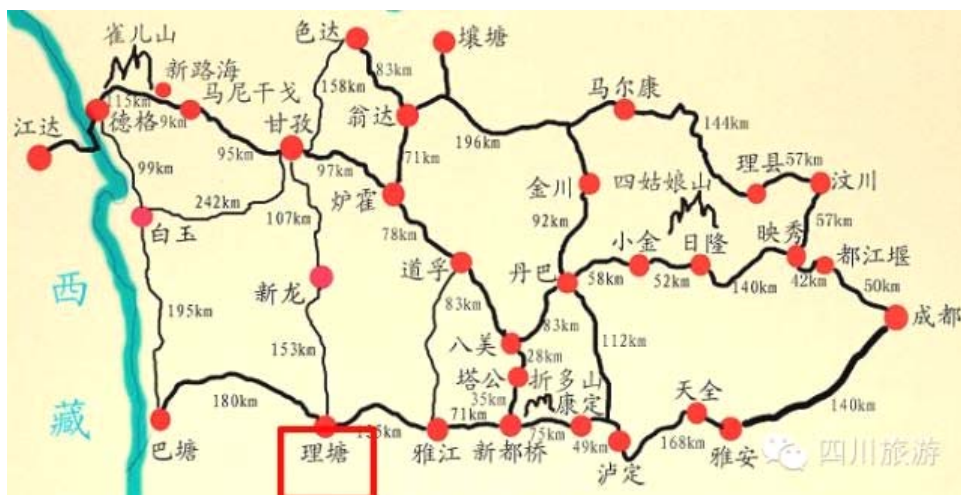 色达
壤塘
雀儿山
83km
新路海
158km
马尔康
115km
马尼干戈
江达
德格
9km
甘孜
翁达
196km
144km
95km
97km
71km
理县
57km
99km
汶川
炉霍
金川
四姑娘山
242km
107km
92km
57km
白玉
78km
小金
日隆
映秀
道孚
丹巴
都江堰
58km
52km
140km
42km
50km
西
新龙
83km
195km
成都
83km
112km
八美
153km
28km
塔公
折多山
天全
180km
35km
康定
140km
藏
71km
75km
49km
168km
巴塘
理塘
雅江
新都桥
泸定
雅安
四川旅游